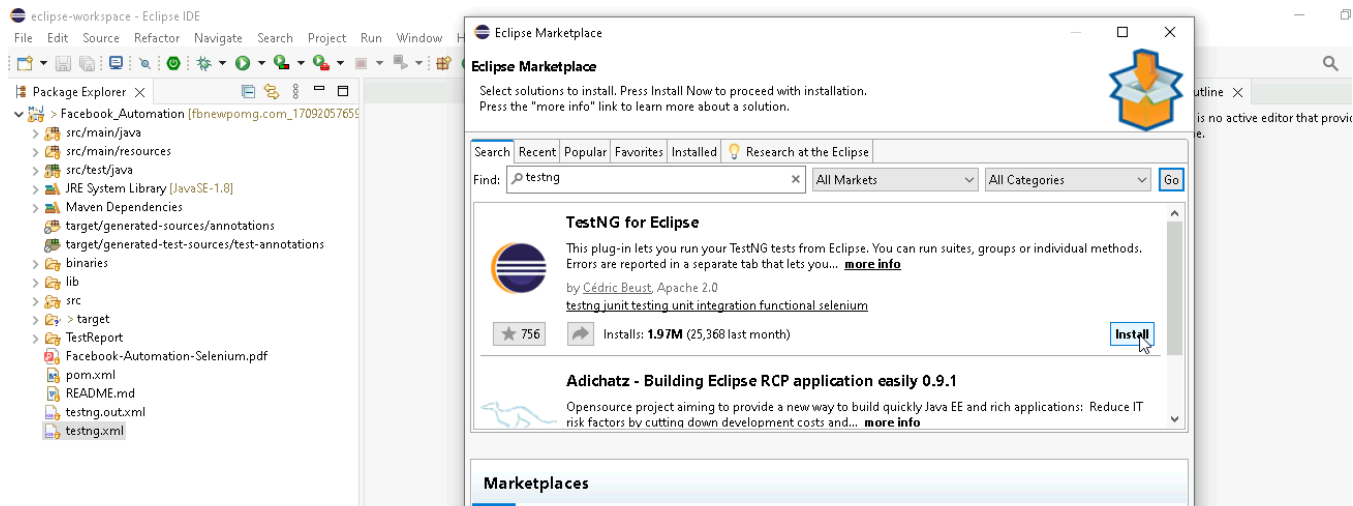 eclipse-workspace - Eclipse IDE
File Edit Source Refactor Navigate Search Project Run Window
Package Explorer
> Facebook_Automation [fbnewpomg.com_17092057659
src/main/java
src/main/resources
src/test/java
JRE System Library [JavaSE-1.8]
Maven Dependencies
target/generated-sources/annotations
target/generated-test-sources/test-annotations
binaries
lib
src
> target
TestReport
Facebook-Automation-Selenium.pdf
pom.xml
README.md
testng.out.xml
testng.xml
Eclipse Marketplace
Eclipse Marketplace
Select solutions to install. Press Install Now to proceed with installation.
Press the "more info" link to learn more about a solution.
Search Recent Popular Favorites Installed Research at the Eclipse
Find: testng All Markets All Categories Go
TestNG for Eclipse
This plug-in lets you run your TestNG tests from Eclipse. You can run suites, groups or individual methods.
Errors are reported in a separate tab that lets you... more info
by Cédric Beust, Apache 2.0
testng junit testing unit integration functional selenium
756 Installs: 1.97M (25,368 last month) Install
Adichatz - Building Eclipse RCP application easily 0.9.1
Opensource project aiming to provide a new way to build quickly Java EE and rich applications: Reduce IT
risk factors by cutting down development costs and... more info
Marketplaces
utline
is no active editor that provid